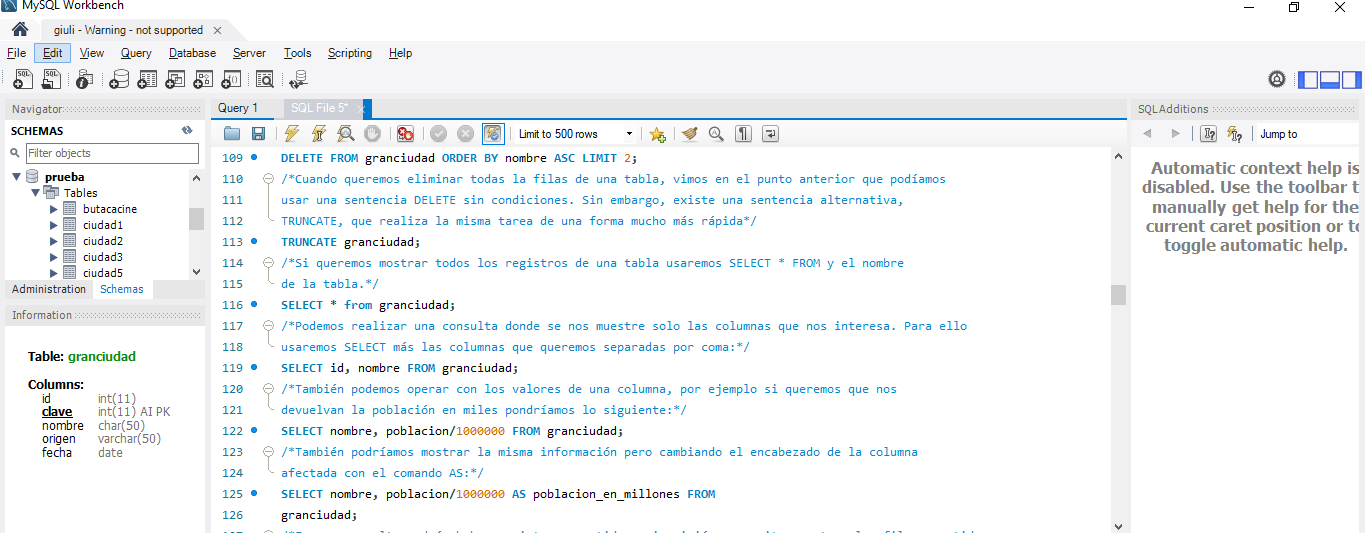 MySQL Workbench
giuli - Warning - not supported
File Edit View Query Database Server Tools Scripting Help
Navigator
SCHEMAS
Filter objects
prueba
Tables
butacacine
ciudad1
ciudad2
ciudad3
ciudad5
Administration Schemas
Information
Table: granciudad
Columns:
id int(11)
clave int(11) AI PK
nombre char(50)
origen varchar(50)
fecha date
Query 1 SQL File 5*
Limit to 500 rows
109 DELETE FROM granciudad ORDER BY nombre ASC LIMIT 2;
110 /*Cuando queremos eliminar todas la filas de una tabla, vimos en el punto anterior que podíamos
111 usar una sentencia DELETE sin condiciones. Sin embargo, existe una sentencia alternativa,
112 TRUNCATE, que realiza la misma tarea de una forma mucho más rápida*/
113 TRUNCATE granciudad;
114 /*Si queremos mostrar todos los registros de una tabla usaremos SELECT * FROM y el nombre
115 de la tabla.*/
116 SELECT * from granciudad;
117 /*Podemos realizar una consulta donde se nos muestre solo las columnas que nos interesa. Para ello
118 usaremos SELECT más las columnas que queremos separadas por coma:*/
119 SELECT id, nombre FROM granciudad;
120 /*También podemos operar con los valores de una columna, por ejemplo si queremos que nos
121 devuelvan la población en miles pondríamos lo siguiente:*/
122 SELECT nombre, poblacion/1000000 FROM granciudad;
123 /*También podríamos mostrar la misma información pero cambiando el encabezado de la columna
124 afectada con el comando AS:*/
125 SELECT nombre, poblacion/1000000 AS poblacion_en_millones FROM
126 granciudad;
SQLAdditions
Jump to
Automatic context help is
disabled. Use the toolbar t
manually get help for the
current caret position or to
toggle automatic help.